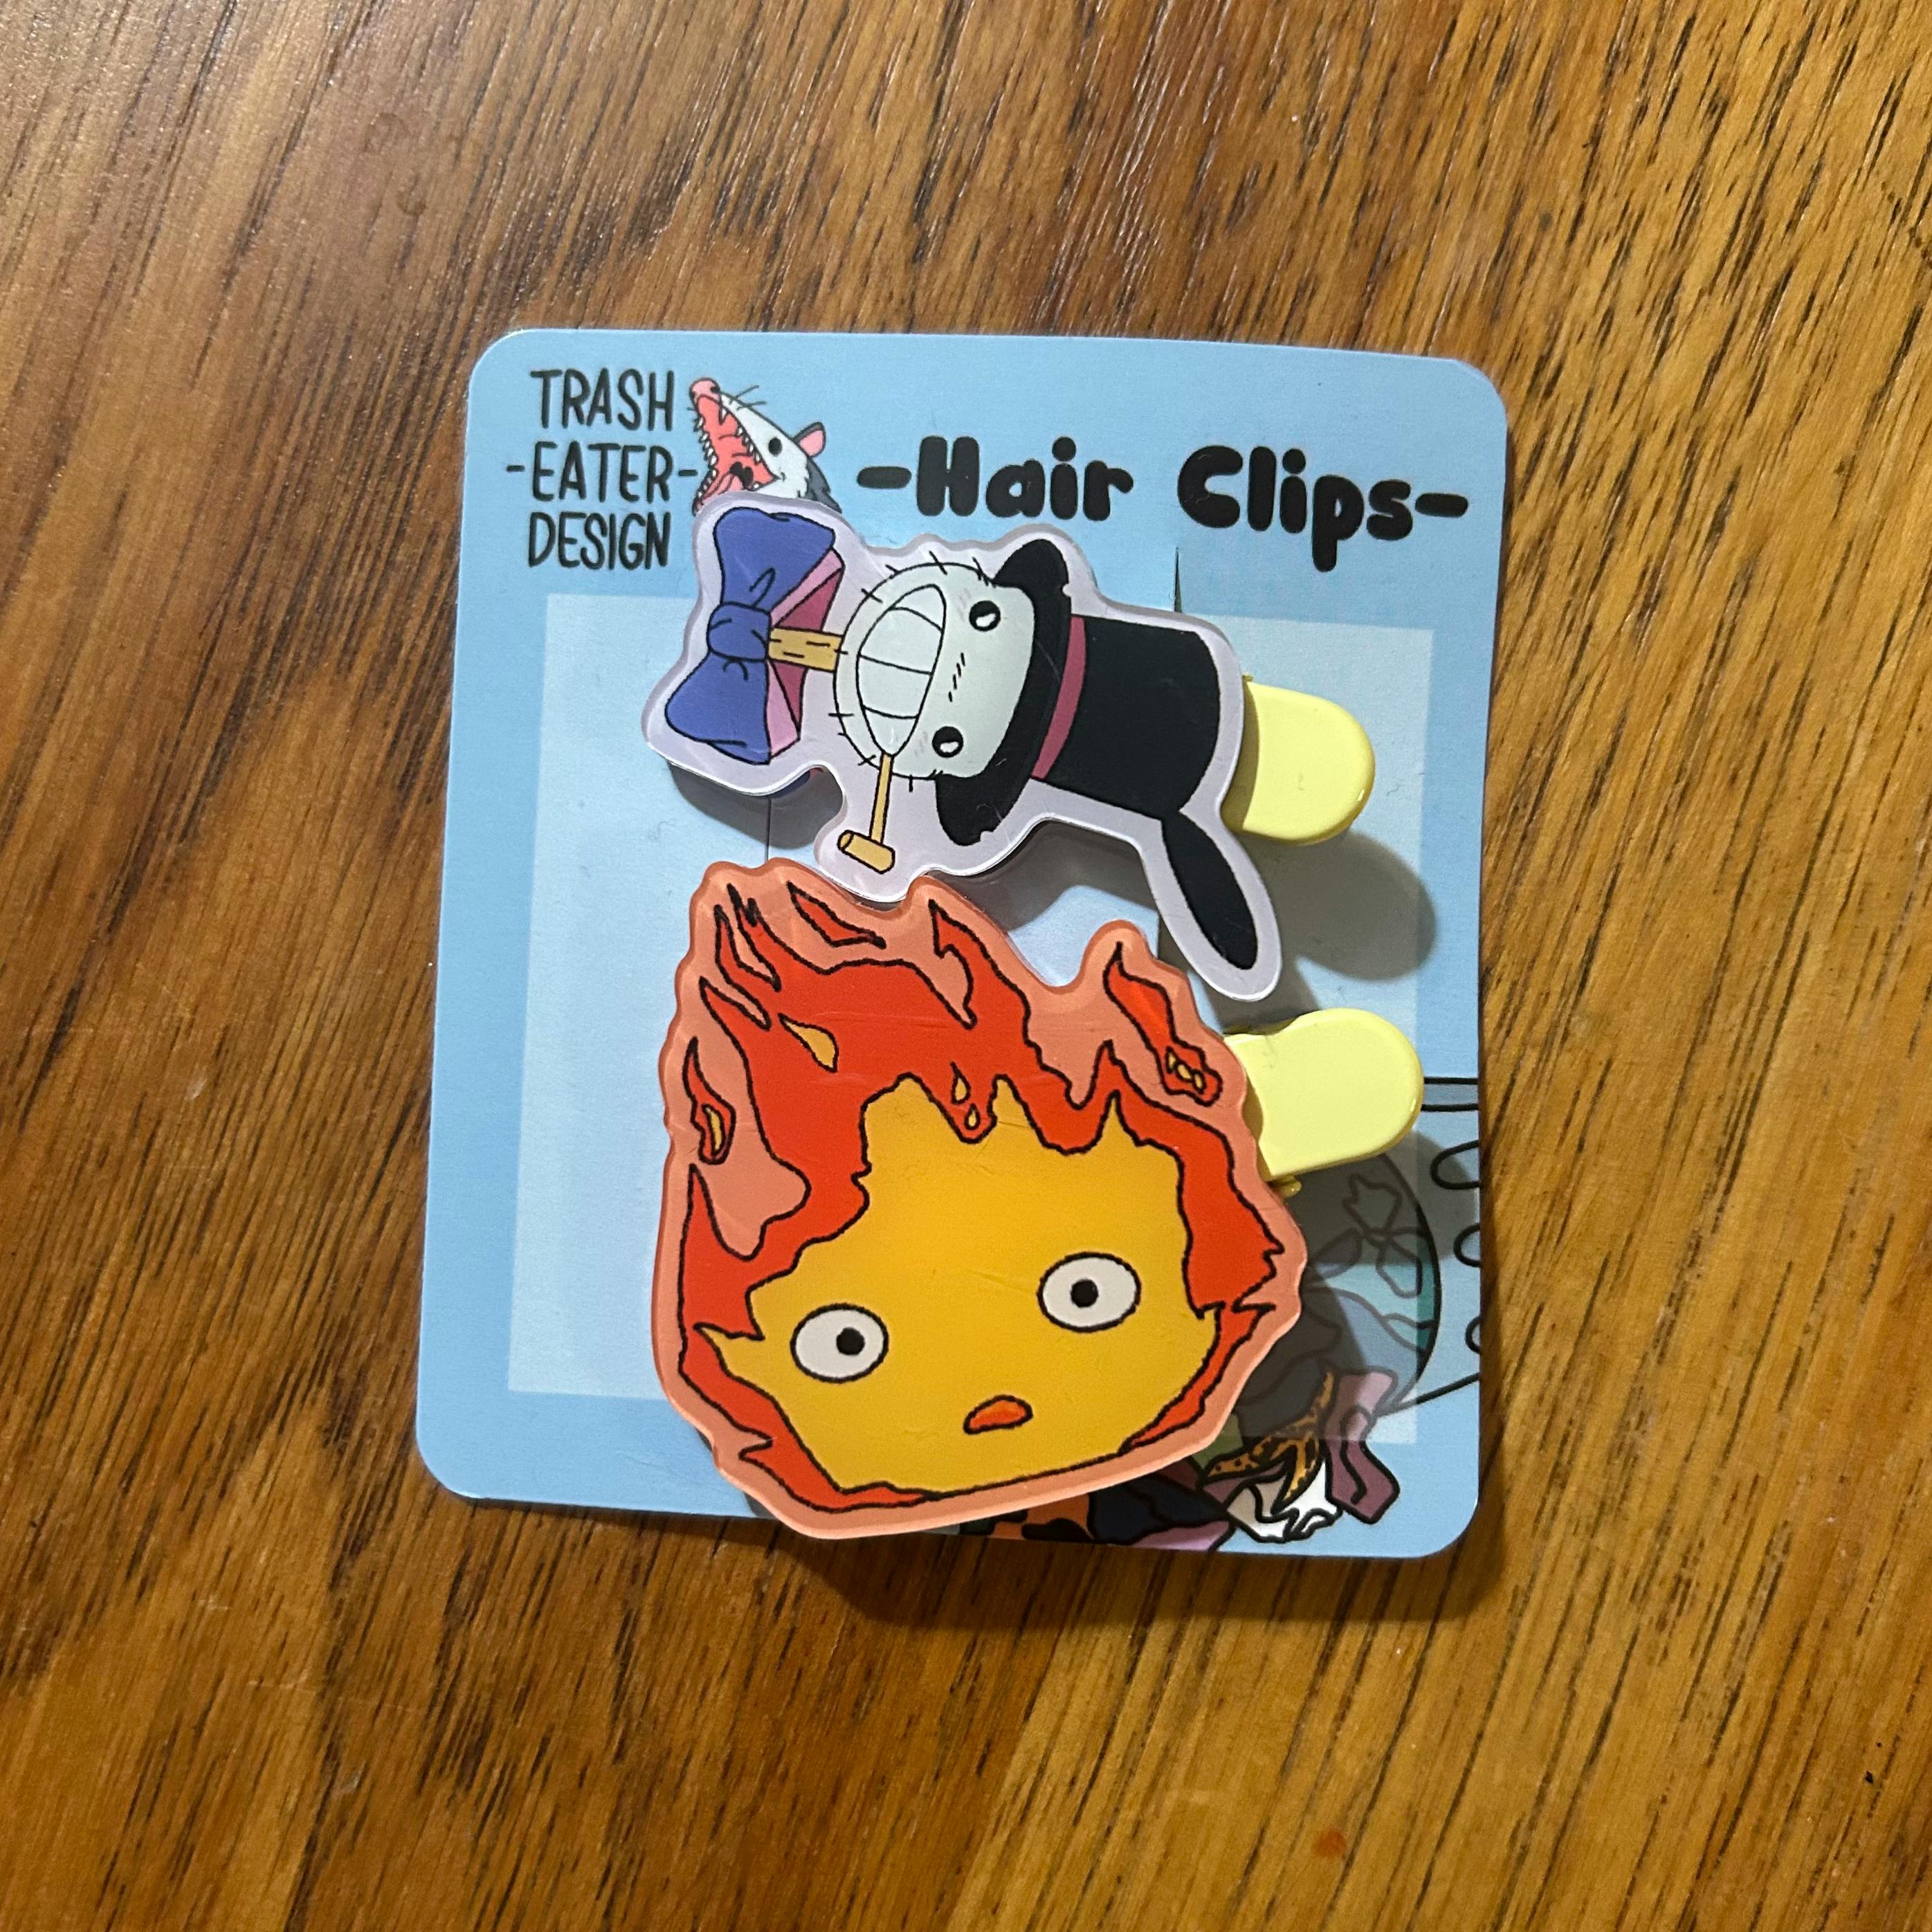 TRASH
-EATER-
DESIGN
-Hair Clips-